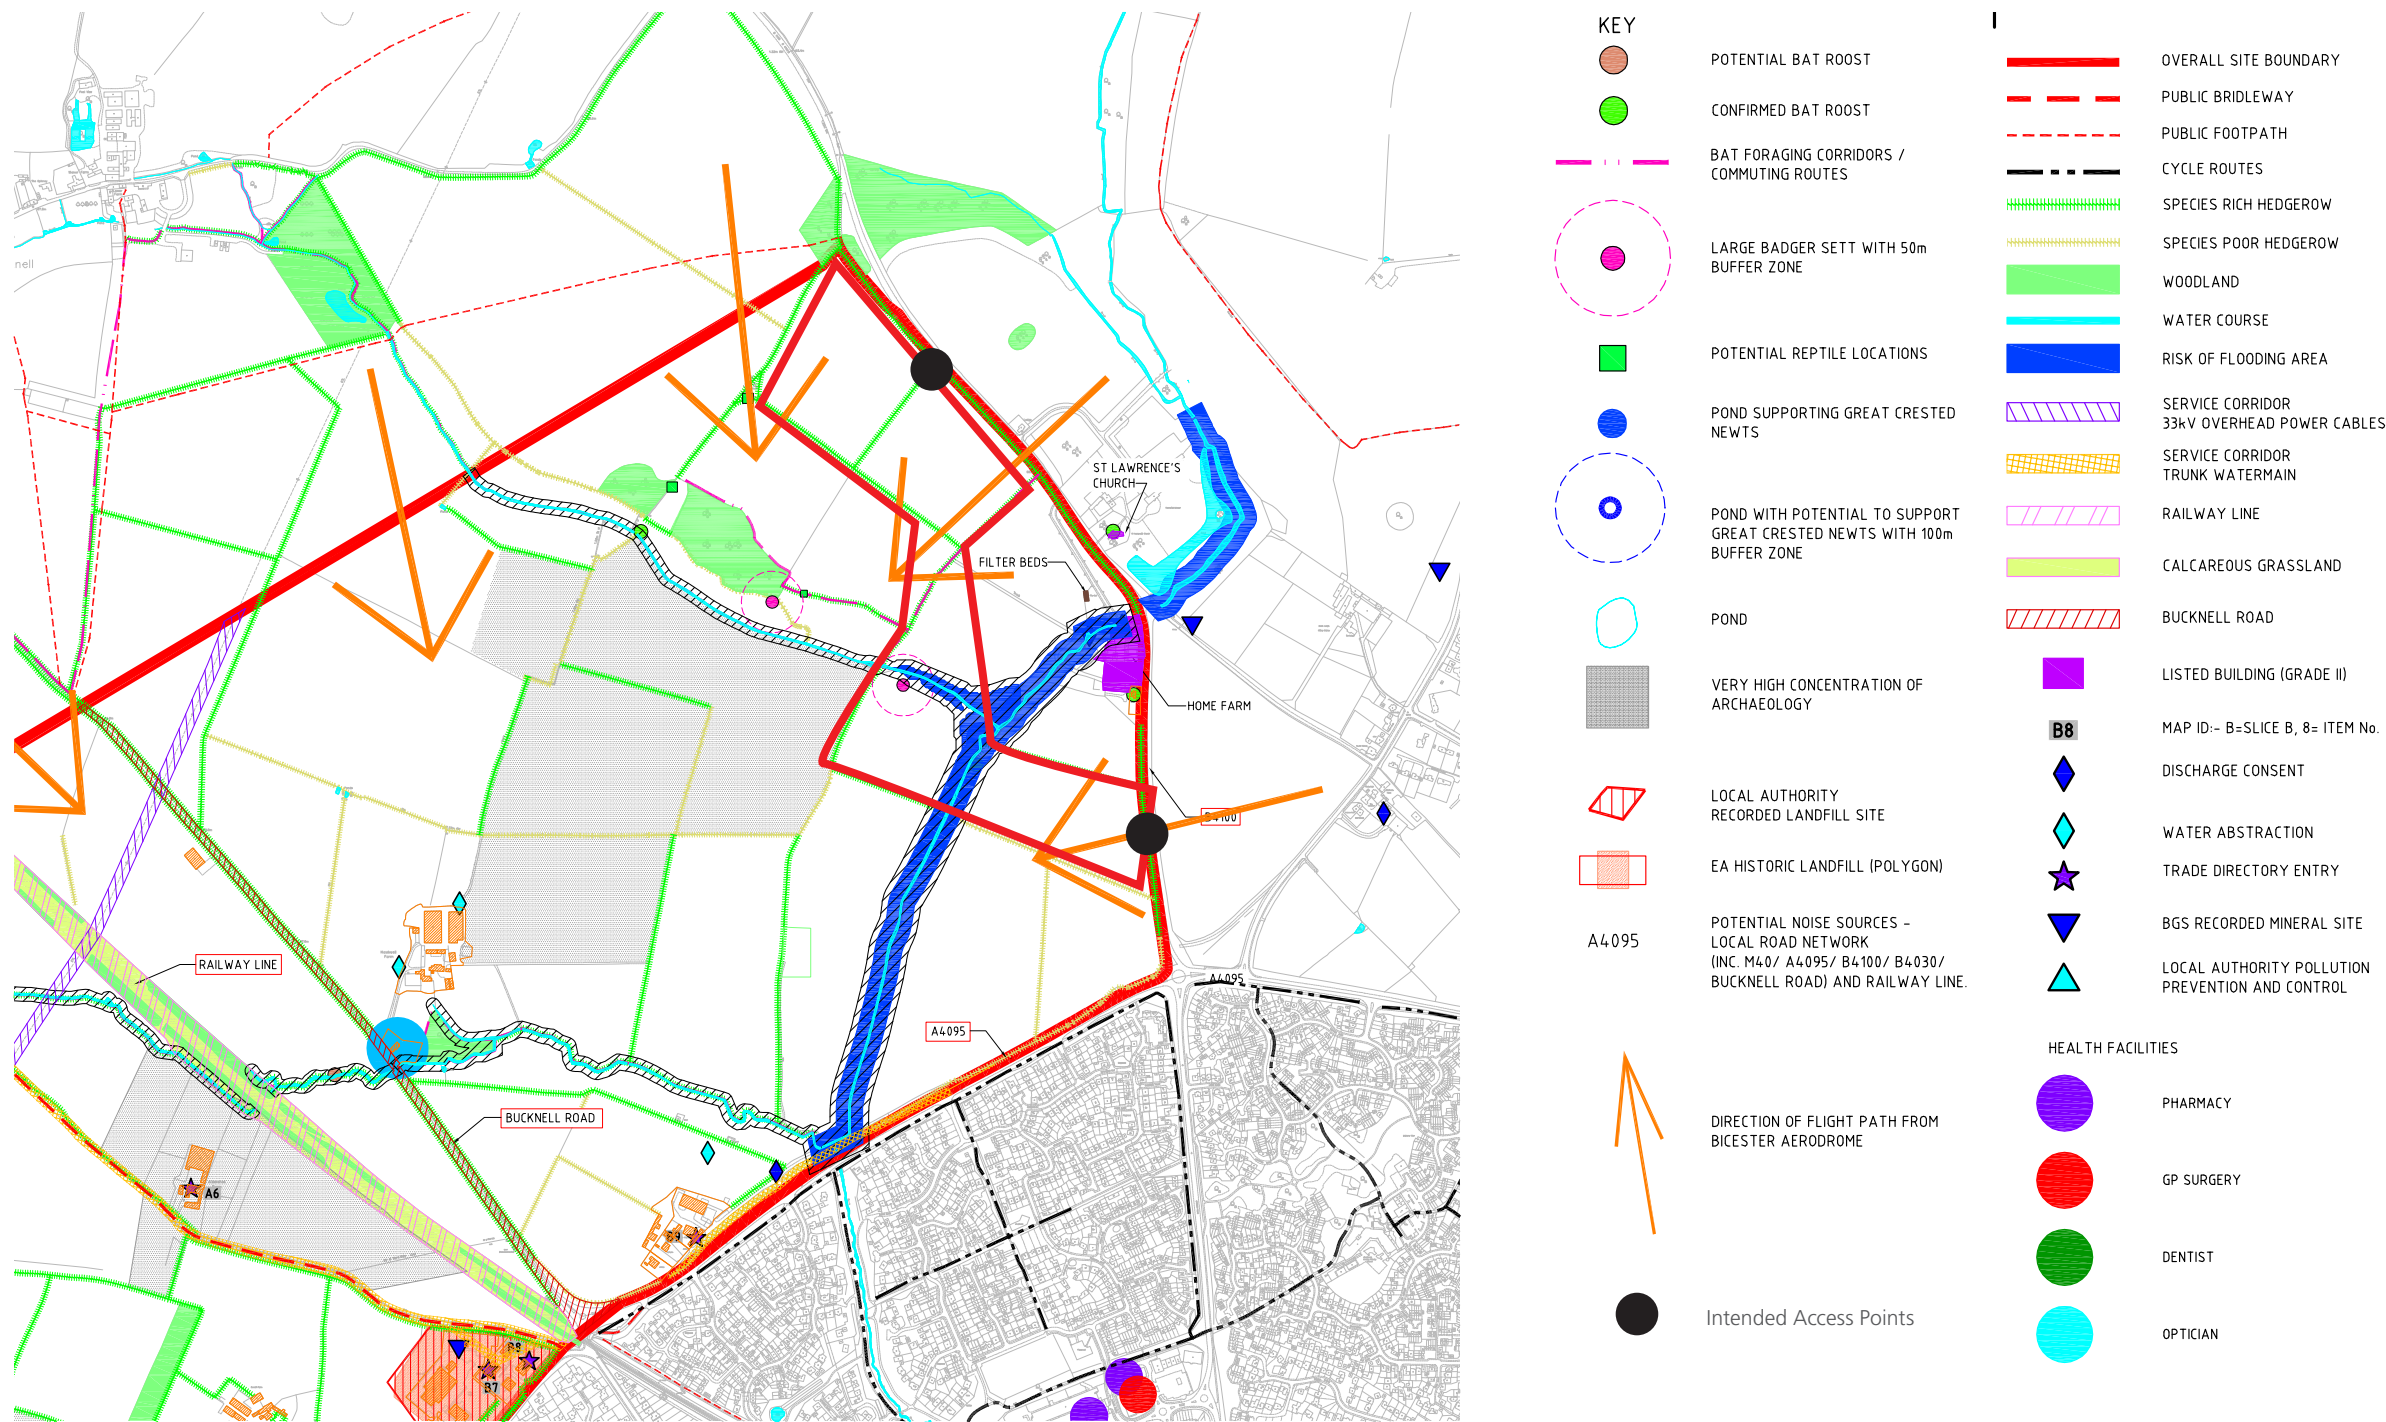 nell
ST LAWRENCE'S
CHURCH
FILTER BEDS
HOME FARM
B4100
RAILWAY LINE
A4095
A4095
BUCKNELL ROAD
A6
B9
B8
B7
KEY
POTENTIAL BAT ROOST
CONFIRMED BAT ROOST
BAT FORAGING CORRIDORS /
COMMUTING ROUTES
LARGE BADGER SETT WITH 50m
BUFFER ZONE
POTENTIAL REPTILE LOCATIONS
POND SUPPORTING GREAT CRESTED
NEWTS
POND WITH POTENTIAL TO SUPPORT
GREAT CRESTED NEWTS WITH 100m
BUFFER ZONE
POND
VERY HIGH CONCENTRATION OF
ARCHAEOLOGY
LOCAL AUTHORITY
RECORDED LANDFILL SITE
EA HISTORIC LANDFILL (POLYGON)
A4095
POTENTIAL NOISE SOURCES -
LOCAL ROAD NETWORK
(INC. M40/ A4095/ B4100/ B4030/
BUCKNELL ROAD) AND RAILWAY LINE.
DIRECTION OF FLIGHT PATH FROM
BICESTER AERODROME
Intended Access Points
OVERALL SITE BOUNDARY
PUBLIC BRIDLEWAY
PUBLIC FOOTPATH
CYCLE ROUTES
SPECIES RICH HEDGEROW
SPECIES POOR HEDGEROW
WOODLAND
WATER COURSE
RISK OF FLOODING AREA
SERVICE CORRIDOR
33kV OVERHEAD POWER CABLES
SERVICE CORRIDOR
TRUNK WATERMAIN
RAILWAY LINE
CALCAREOUS GRASSLAND
BUCKNELL ROAD
LISTED BUILDING (GRADE II)
B8
MAP ID:- B=SLICE B, 8= ITEM No.
DISCHARGE CONSENT
WATER ABSTRACTION
TRADE DIRECTORY ENTRY
BGS RECORDED MINERAL SITE
LOCAL AUTHORITY POLLUTION
PREVENTION AND CONTROL
HEALTH FACILITIES
PHARMACY
GP SURGERY
DENTIST
OPTICIAN